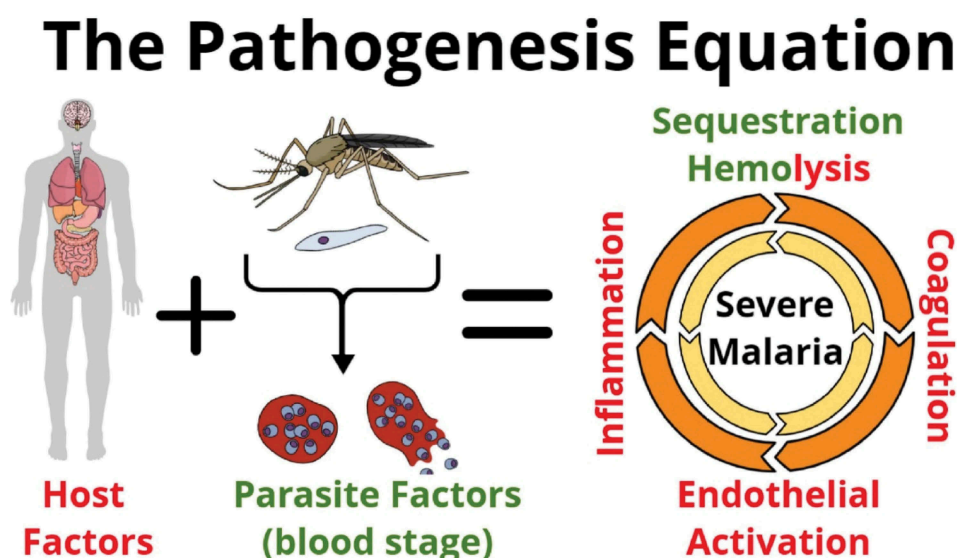 The Pathogenesis Equation
Sequestration
Hemolysis
Inflammation
Coagulation
Severe
Malaria
Host
Factors
Parasite Factors
(blood stage)
Endothelial
Activation